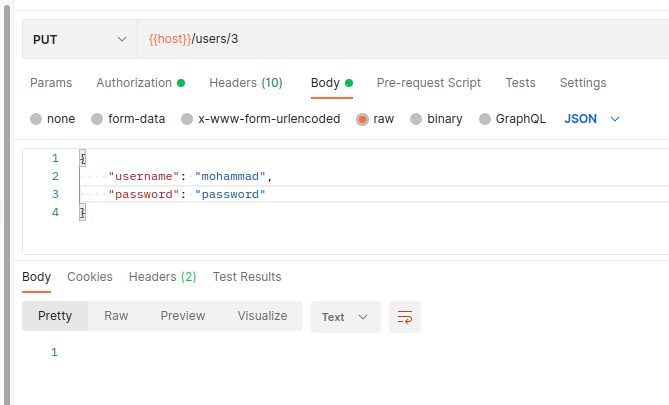 PUT {{host}}/users/3
Params Authorization Headers (10) Body Pre-request Script Tests Settings
none form-data x-www-form-urlencoded raw binary GraphQL JSON
1 {
2 "username": "mohammad",
3 "password": "password"
4 }
Body Cookies Headers (2) Test Results
Pretty Raw Preview Visualize Text
1